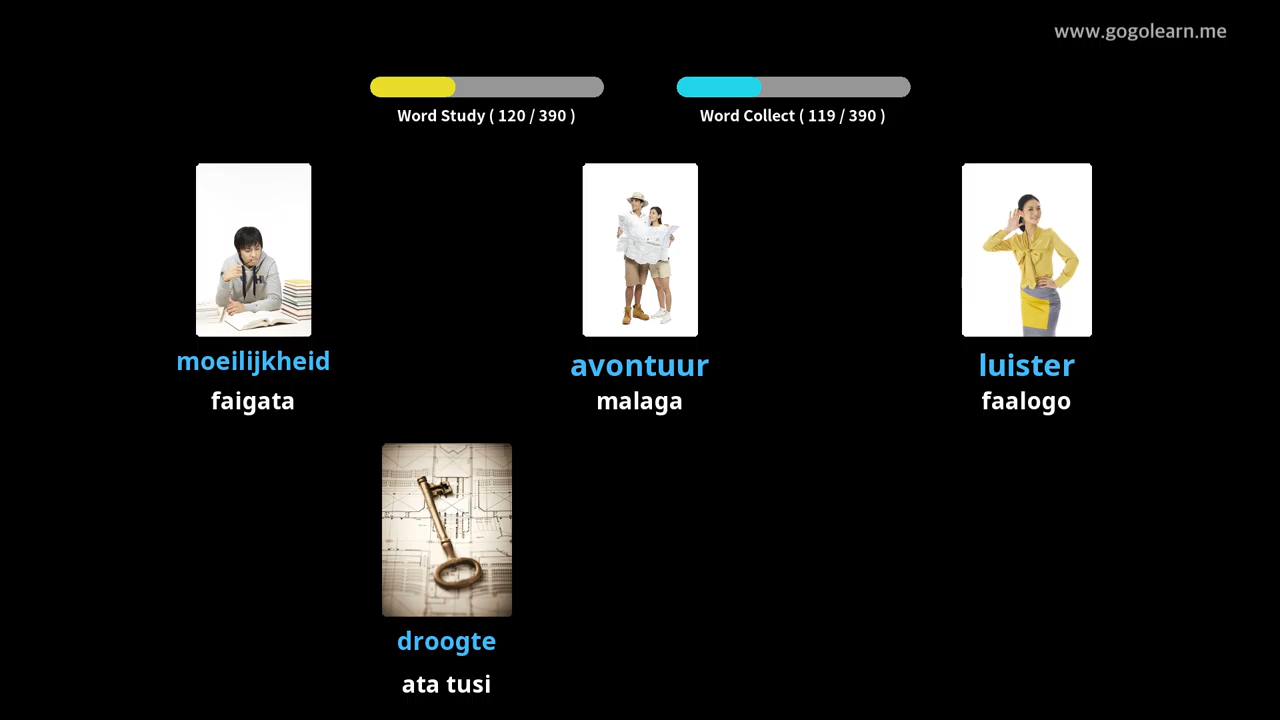 www.gogolearn.me
Word Study ( 120 / 390 )
Word Collect ( 119 / 390 )
moeilijkheid
faigata
avontuur
malaga
luister
faalogo
droogte
ata tusi